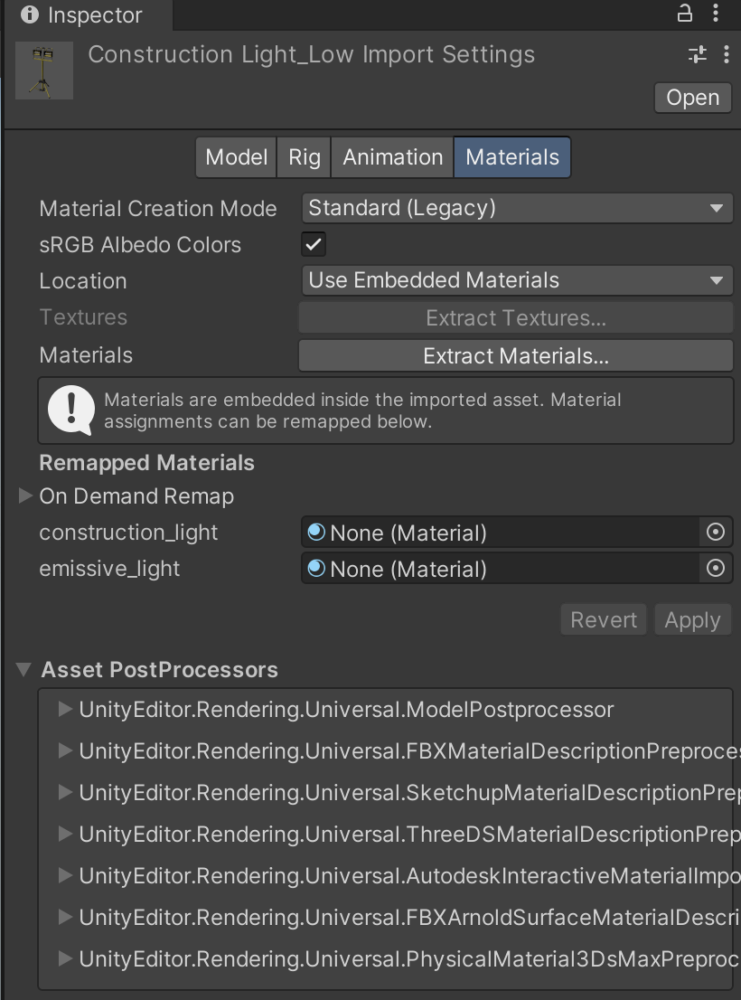 Inspector
Construction Light_Low Import Settings
Open
Model Rig Animation Materials
Material Creation Mode Standard (Legacy)
sRGB Albedo Colors
Location Use Embedded Materials
Textures Extract Textures...
Materials Extract Materials...
Materials are embedded inside the imported asset. Material
assignments can be remapped below.
Remapped Materials
On Demand Remap
construction_light None (Material)
emissive_light None (Material)
Revert Apply
Asset PostProcessors
UnityEditor.Rendering.Universal.ModelPostprocessor
UnityEditor.Rendering.Universal.FBXMaterialDescriptionPreproces
UnityEditor.Rendering.Universal.SketchupMaterialDescriptionPrep
UnityEditor.Rendering.Universal.ThreeDSMaterialDescriptionPrep
UnityEditor.Rendering.Universal.AutodeskInteractiveMaterialImpo
UnityEditor.Rendering.Universal.FBXArnoldSurfaceMaterialDescri
UnityEditor.Rendering.Universal.PhysicalMaterial3DsMaxPreproc